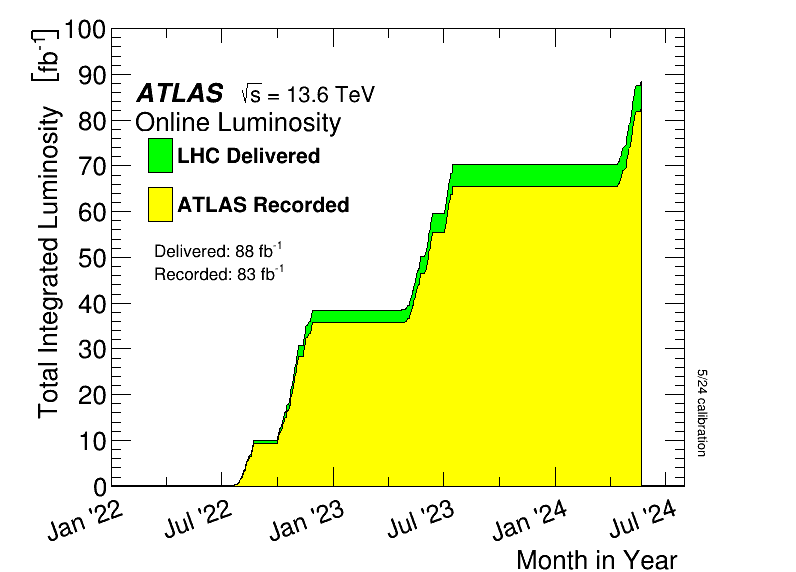 Total Integrated Luminosity [fb⁻¹]
100
90
80
70
60
50
40
30
20
10
0
ATLAS √s = 13.6 TeV
Online Luminosity
LHC Delivered
ATLAS Recorded
Delivered: 88 fb⁻¹
Recorded: 83 fb⁻¹
5/24 calibration
Jan '22
Jul '22
Jan '23
Jul '23
Jan '24
Jul '24
Month in Year